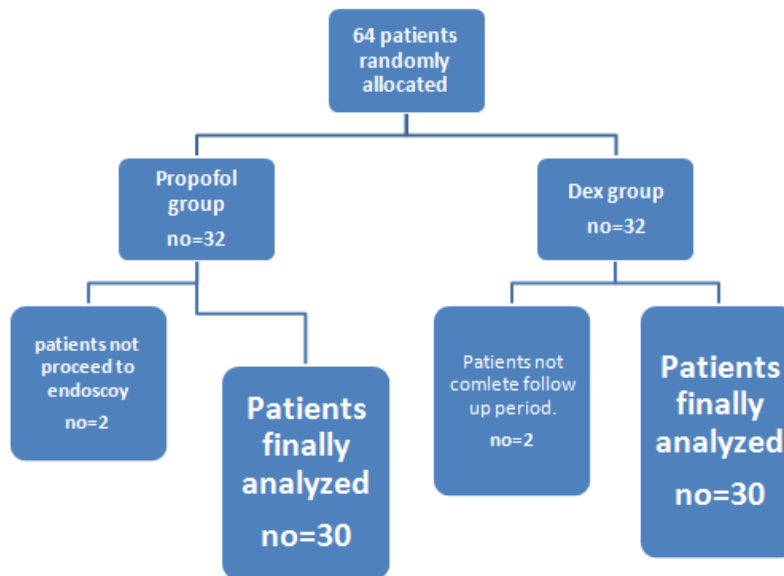 64 patients
randomly
allocated
Propofol
group
no=32
Dex group
no=32
patients not
proceed to
endoscoy
no=2
Patients
finally
analyzed
no=30
Patients not
comlete follow
up period.
no=2
Patients
finally
analyzed
no=30